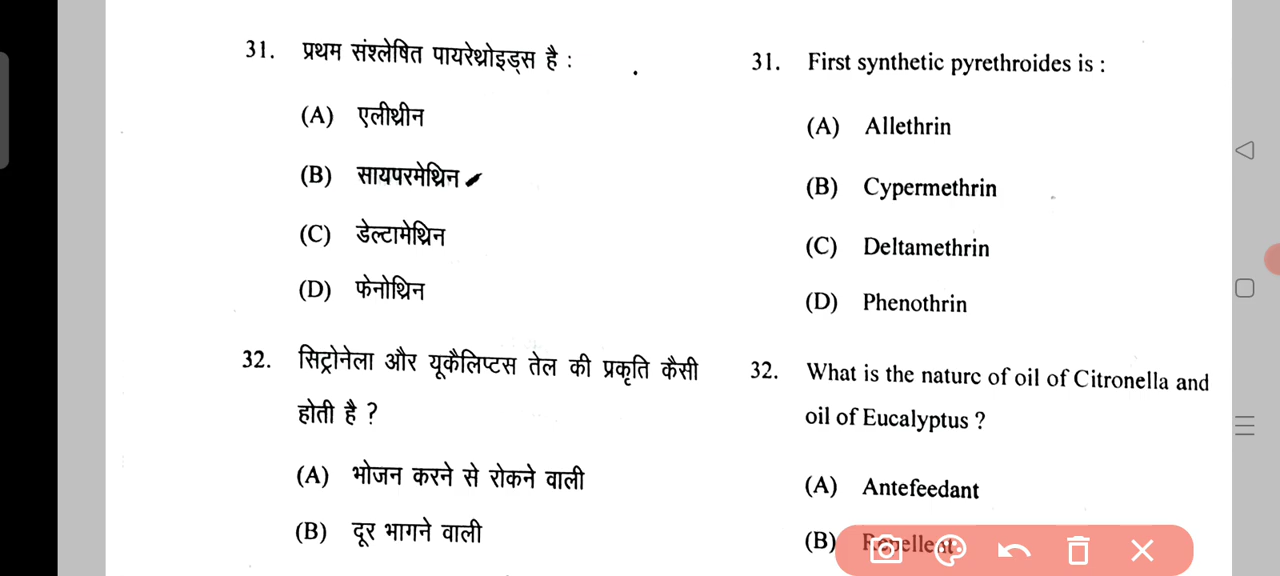 31. प्रथम संश्लेषित पायरेथ्रोइड्स है :
(A) एलीथ्रीन
(B) सायपरमेथ्रिन
(C) डेल्टामेथ्रिन
(D) फेनोथ्रिन
32. सिट्रोनेला और यूकैलिप्टस तेल की प्रकृति कैसी
होती है ?
(A) भोजन करने से रोकने वाली
(B) दूर भागने वाली
31. First synthetic pyrethroides is :
(A) Allethrin
(B) Cypermethrin
(C) Deltamethrin
(D) Phenothrin
32. What is the nature of oil of Citronella and
oil of Eucalyptus ?
(A) Antefeedant
(B) Repellent